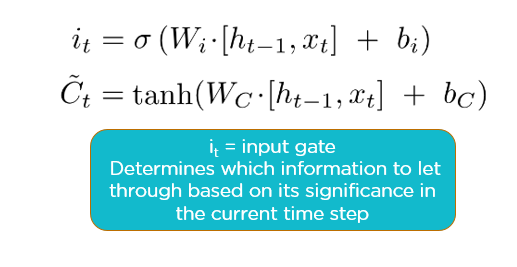 i_t = σ (W_i·[h_{t−1}, x_t] + b_i)
C̃_t = tanh(W_C·[h_{t−1}, x_t] + b_C)
i_t = input gate
Determines which information to let
through based on its significance in
the current time step